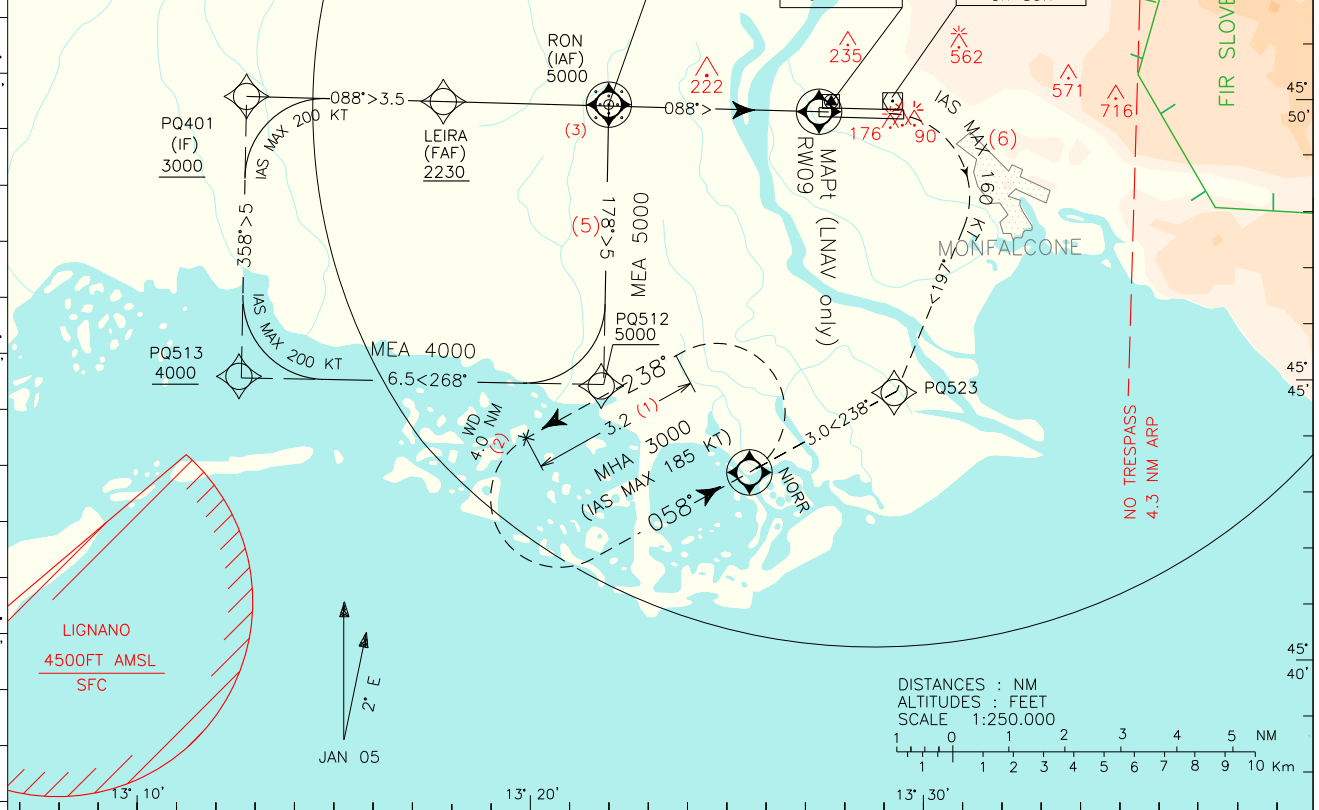 FIR SLOVE
RON
(IAF)
5000
235
562
222
571
716
45°
50'
088°>3.5
088°>
IAS MAX 200 KT
PQ401
(IF)
3000
LEIRA
(FAF)
2230
(3)
176
90
IAS MAX 160 KT
(6)
RW09
MAPt (LNAV only)
358°>5
(5)
178°>5
MEA 5000
MONFALCONE
<197°
IAS MAX 200 KT
PQ512
5000
PQ513
4000
MEA 4000
6.5<268°
238°
3.2
(1)
PQ523
45°
45'
3.0<238°
WD
4.0 NM
(2)
MHA 3000
(IAS MAX 185 KT)
058°
NIORR
NO TRESPASS
4.3 NM ARP
LIGNANO
4500FT AMSL
SFC
2° E
JAN 05
45°
40'
DISTANCES : NM
ALTITUDES : FEET
SCALE 1:250.000
1 0 1 2 3 4 5 NM
1 1 2 3 4 5 6 7 8 9 10 Km
13° 10' 13° 20' 13° 30'